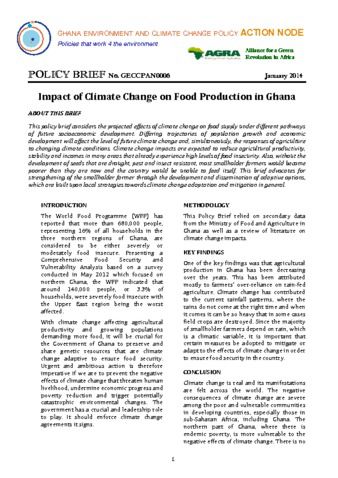 GHANA ENVIRONMENT AND CLIMATE CHANGE POLICY ACTION NODE
Policies that work 4 the environment
AGRA
Alliance for a Green
Revolution in Africa
POLICY BRIEF No. GECCPAN0006
January 2016
Impact of Climate Change on Food Production in Ghana
ABOUT THIS BRIEF
This policy brief considers the projected effects of climate change on food supply under different pathways
of future socioeconomic development. Differing trajectories of population growth and economic
development will affect the level of future climate change and, simultaneously, the responses of agriculture
to changing climate conditions. Climate change impacts are expected to reduce agricultural productivity,
stability and incomes in many areas that already experience high levels of food insecurity. Also, without the
development of seeds that are drought, pest and insect resistant, most smallholder farmers would become
poorer than they are now and the country would be unable to feed itself. This brief advocates for
strengthening of the smallholder farmer through the development and dissemination of adaptive options,
which are built upon local strategies towards climate change adaptation and mitigation in general.
INTRODUCTION
The World Food Programme (WFP) has
reported that more than 680,000 people,
representing 16% of all households in the
three northern regions of Ghana, are
considered to be either severely or
moderately food insecure. Presenting a
Comprehensive Food Security and
Vulnerability Analysis based on a survey
conducted in May 2012 which focused on
northern Ghana, the WFP indicated that
around 140,000 people, or 3.2% of
households, were severely food insecure with
the Upper East region being the worst
affected.
With climate change affecting agricultural
productivity and growing populations
demanding more food, it will be crucial for
the Government of Ghana to preserve and
share genetic resources that are climate
change adaptive to ensure food security.
Urgent and ambitious action is therefore
imperative if we are to prevent the negative
effects of climate change that threaten human
livelihood, undermine economic progress and
poverty reduction and trigger potential
catastrophic environmental changes. The
government has a crucial and leadership role
to play. It should enforce climate change
agreements it signs.
METHODOLOGY
This Policy Brief relied on secondary data
from the Ministry of Food and Agriculture in
Ghana as well as a review of literature on
climate change impacts.
KEY FINDINGS
One of the key findings was that agricultural
production in Ghana has been decreasing
over the years. This has been attributed
mostly to farmers' over-reliance on rain-fed
agriculture. Climate change has contributed
to the current rainfall patterns, where the
rains do not come at the right time and when
it comes it can be so heavy that in some cases
field crops are destroyed. Since the majority
of smallholder farmers depend on rain, which
is a climatic variable, it is important that
certain measures be adopted to mitigate or
adapt to the effects of climate change in order
to ensure food security in the country.
CONCLUSION
Climate change is real and its manifestations
are felt across the world. The negative
consequences of climate change are severe
among the poor and vulnerable communities
in developing countries, especially those in
sub-Saharan Africa, including Ghana. The
northern part of Ghana, where there is
endemic poverty, is more vulnerable to the
negative effects of climate change. There is no
1